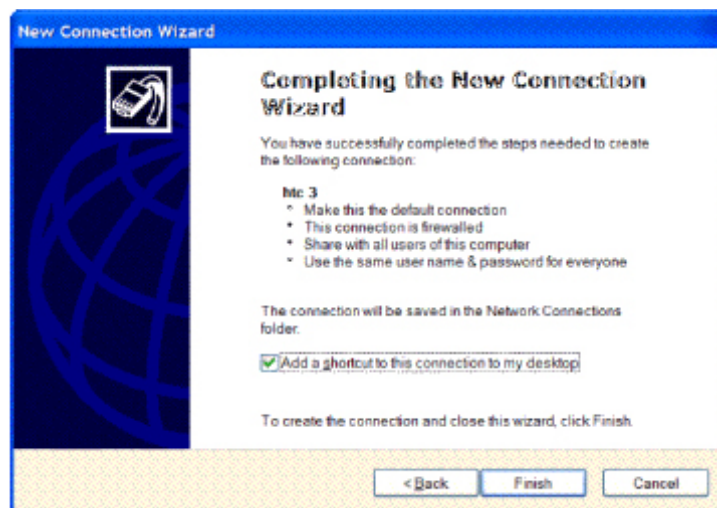 New Connection Wizard
Completing the New Connection
Wizard
You have successfully completed the steps needed to create
the following connection:
htc 3
* Make this the default connection
* This connection is firewalled
* Share with all users of this computer
* Use the same user name & password for everyone
The connection will be saved in the Network Connections
folder.
Add a shortcut to this connection to my desktop
To create the connection and close this wizard, click Finish.
< Back Finish Cancel